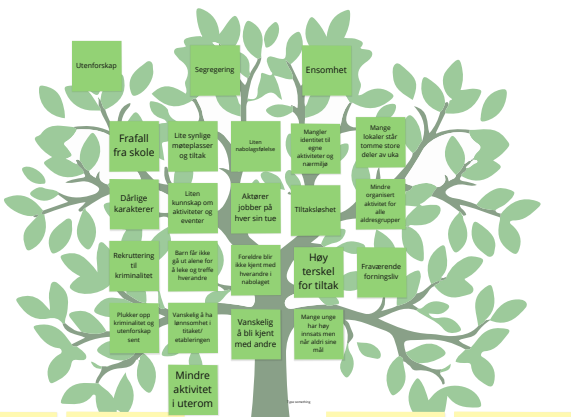 Utenforskap
Segregering
Ensomhet
Frafall
fra skole
Lite synlige
møteplasser
og tiltak
Liten
nabolagsfølelse
Mangler
identitet til
egne
aktiviteter og
nærmiljø
Mange
lokaler står
tomme store
deler av uka
Dårlige
karakterer
Liten
kunnskap om
aktiviteter og
eventer
Aktører
jobber på
hver sin tue
Tiltaksløshet
Mindre
organisert
aktivitet for
alle
aldresgrupper
Rekruttering
til
kriminalitet
Barn får ikke
gå ut alene for
å leke og treffe
hverandre
Foreldre blir
ikke kjent med
hverandre i
nabolaget
Høy
terskel
for tiltak
Fraværende
forningsliv
Plukker opp
kriminalitet og
utenforskap
sent
Vanskelig å ha
lønnsomhet i
titaket/
etableringen
Vanskelig
å bli kjent
med andre
Mange unge
har høy
innsats men
når aldri sine
mål
Mindre
aktivitet
i uterom